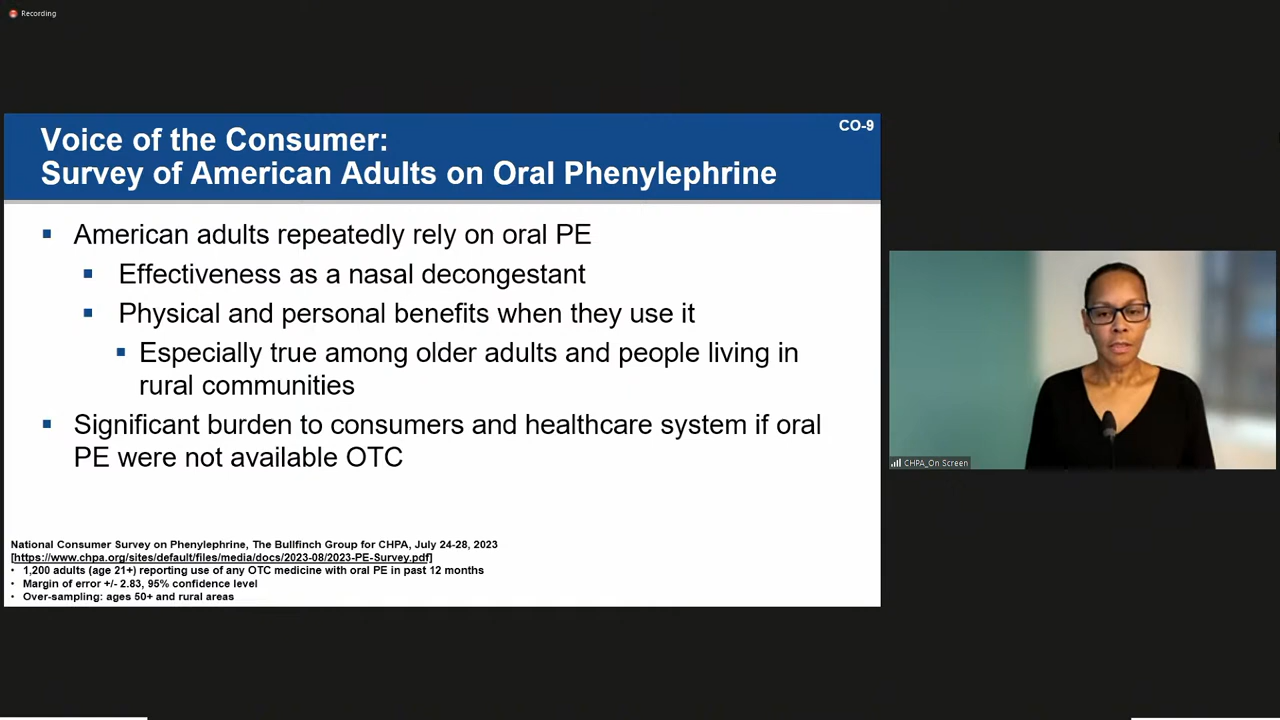 Recording
Voice of the Consumer:
CO-9
Survey of American Adults on Oral Phenylephrine
American adults repeatedly rely on oral PE
Effectiveness as a nasal decongestant
Physical and personal benefits when they use it
Especially true among older adults and people living in
rural communities
Significant burden to consumers and healthcare system if oral
PE were not available OTC
National Consumer Survey on Phenylephrine, The Bullfinch Group for CHPA, July 24-28, 2023
[https://www.chpa.org/sites/default/files/media/docs/2023-08/2023-PE-Survey.pdf]
• 1,200 adults (age 21+) reporting use of any OTC medicine with oral PE in past 12 months
• Margin of error +/- 2.83, 95% confidence level
• Over-sampling: ages 50+ and rural areas
CHPA_On Screen